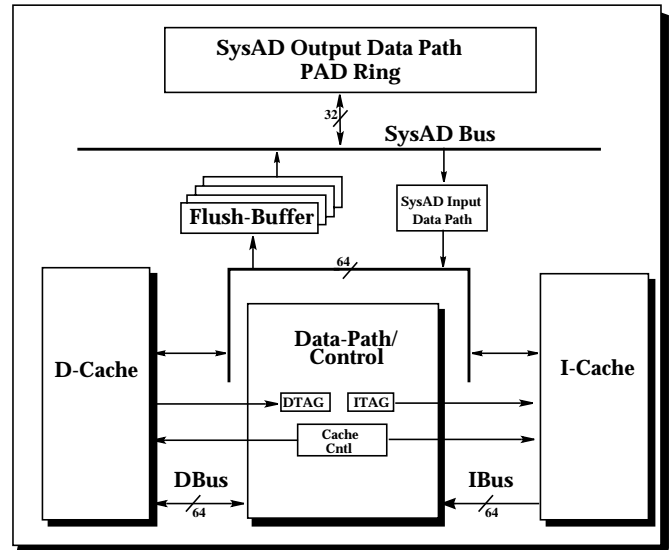 SysAD Output Data Path
PAD Ring
32
SysAD Bus
Flush-Buffer
SysAD Input
Data Path
64
D-Cache
Data-Path/
Control
I-Cache
DTAG
ITAG
Cache
Cntl
DBus
64
IBus
64